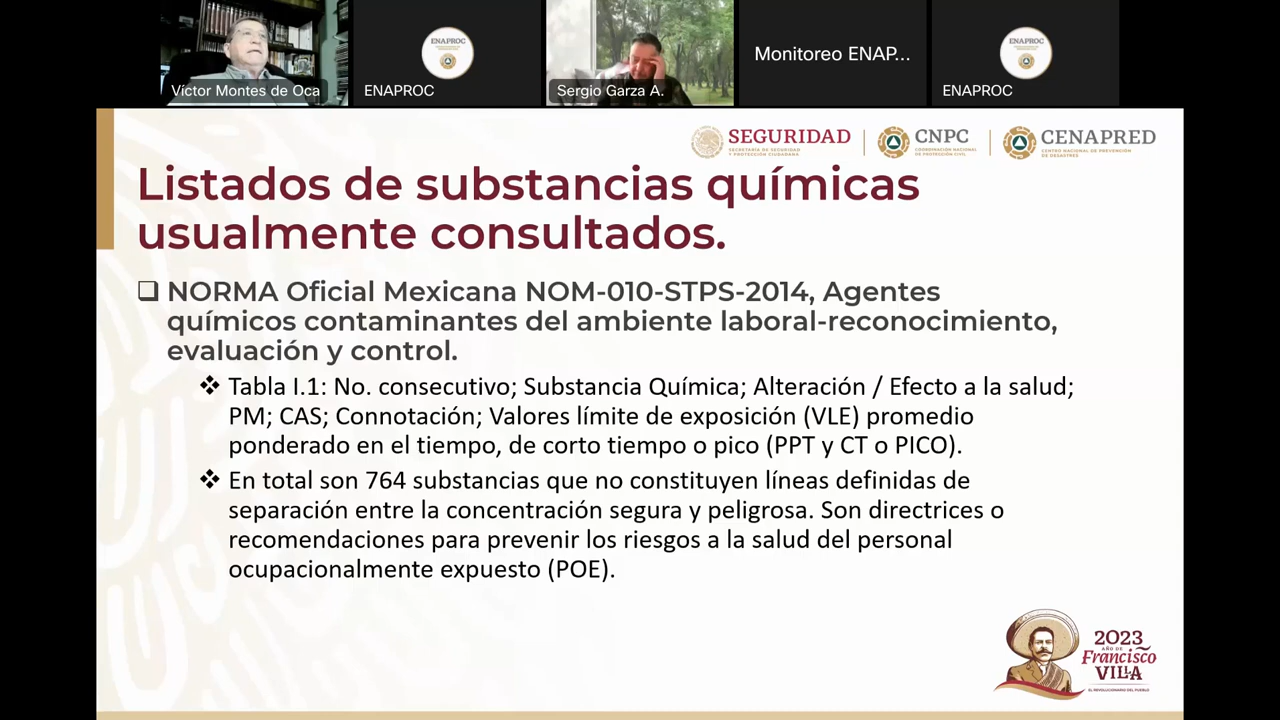 Víctor Montes de Oca
ENAPROC
ENAPROC
Sergio Garza A.
Monitoreo ENAP...
ENAPROC
ENAPROC
SEGURIDAD
SECRETARÍA DE SEGURIDAD
Y PROTECCIÓN CIUDADANA
CNPC
COORDINACIÓN NACIONAL
DE PROTECCIÓN CIVIL
CENAPRED
CENTRO NACIONAL DE PREVENCIÓN
DE DESASTRES
Listados de substancias químicas
usualmente consultados.
❑ NORMA Oficial Mexicana NOM-010-STPS-2014, Agentes
químicos contaminantes del ambiente laboral-reconocimiento,
evaluación y control.
❖ Tabla I.1: No. consecutivo; Substancia Química; Alteración / Efecto a la salud;
PM; CAS; Connotación; Valores límite de exposición (VLE) promedio
ponderado en el tiempo, de corto tiempo o pico (PPT y CT o PICO).
❖ En total son 764 substancias que no constituyen líneas definidas de
separación entre la concentración segura y peligrosa. Son directrices o
recomendaciones para prevenir los riesgos a la salud del personal
ocupacionalmente expuesto (POE).
2023
AÑO DE
Francisco
VILLA
EL REVOLUCIONARIO DEL PUEBLO